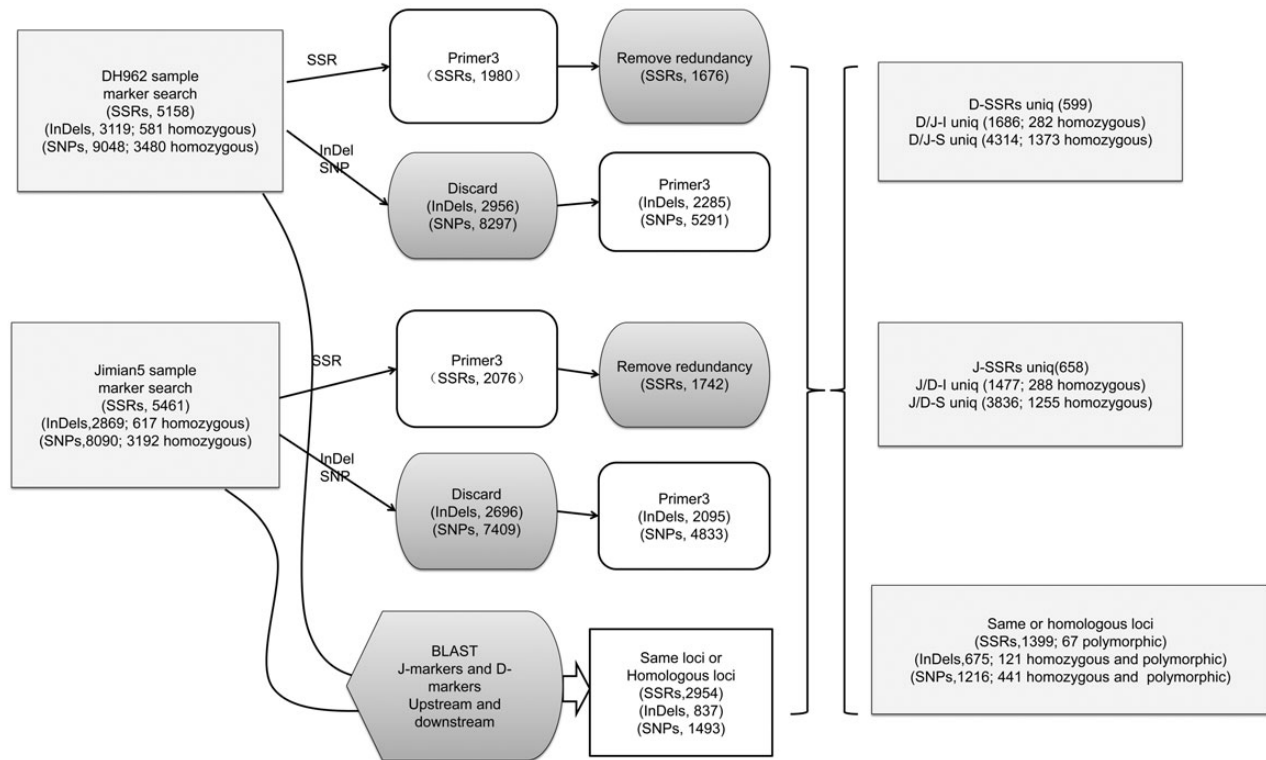 DH962 sample
marker search
(SSRs, 5158)
(InDels, 3119; 581 homozygous)
(SNPs, 9048; 3480 homozygous)
SSR
Primer3
（SSRs, 1980）
Remove redundancy
(SSRs, 1676)
InDel
SNP
Discard
(InDels, 2956)
(SNPs, 8297)
Primer3
(InDels, 2285)
(SNPs, 5291)
Jimian5 sample
marker search
(SSRs, 5461)
(InDels,2869; 617 homozygous)
(SNPs,8090; 3192 homozygous)
SSR
Primer3
（SSRs, 2076）
Remove redundancy
(SSRs, 1742)
InDel
SNP
Discard
(InDels, 2696)
(SNPs, 7409)
Primer3
(InDels, 2095)
(SNPs, 4833)
BLAST
J-markers and D-
markers
Upstream and
downstream
Same loci or
Homologous loci
(SSRs,2954)
(InDels, 837)
(SNPs, 1493)
D-SSRs uniq (599)
D/J-I uniq (1686; 282 homozygous)
D/J-S uniq (4314; 1373 homozygous)
J-SSRs uniq(658)
J/D-I uniq (1477; 288 homozygous)
J/D-S uniq (3836; 1255 homozygous)
Same or homologous loci
(SSRs,1399; 67 polymorphic)
(InDels,675; 121 homozygous and polymorphic)
(SNPs,1216; 441 homozygous and  polymorphic)